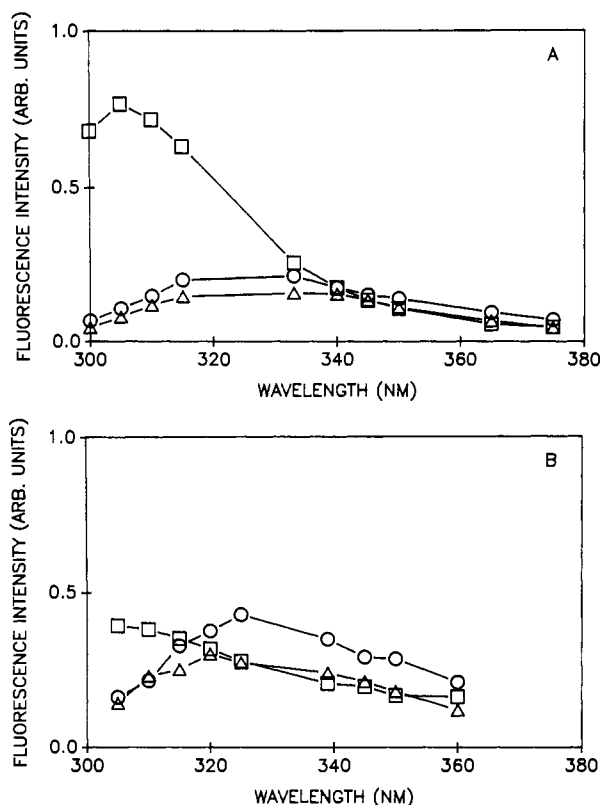 FLUORESCENCE INTENSITY (ARB. UNITS)
1.0
0.5
0.0
A
300
320
340
360
380
WAVELENGTH (NM)
FLUORESCENCE INTENSITY (ARB. UNITS)
1.0
0.5
0.0
B
300
320
340
360
380
WAVELENGTH (NM)